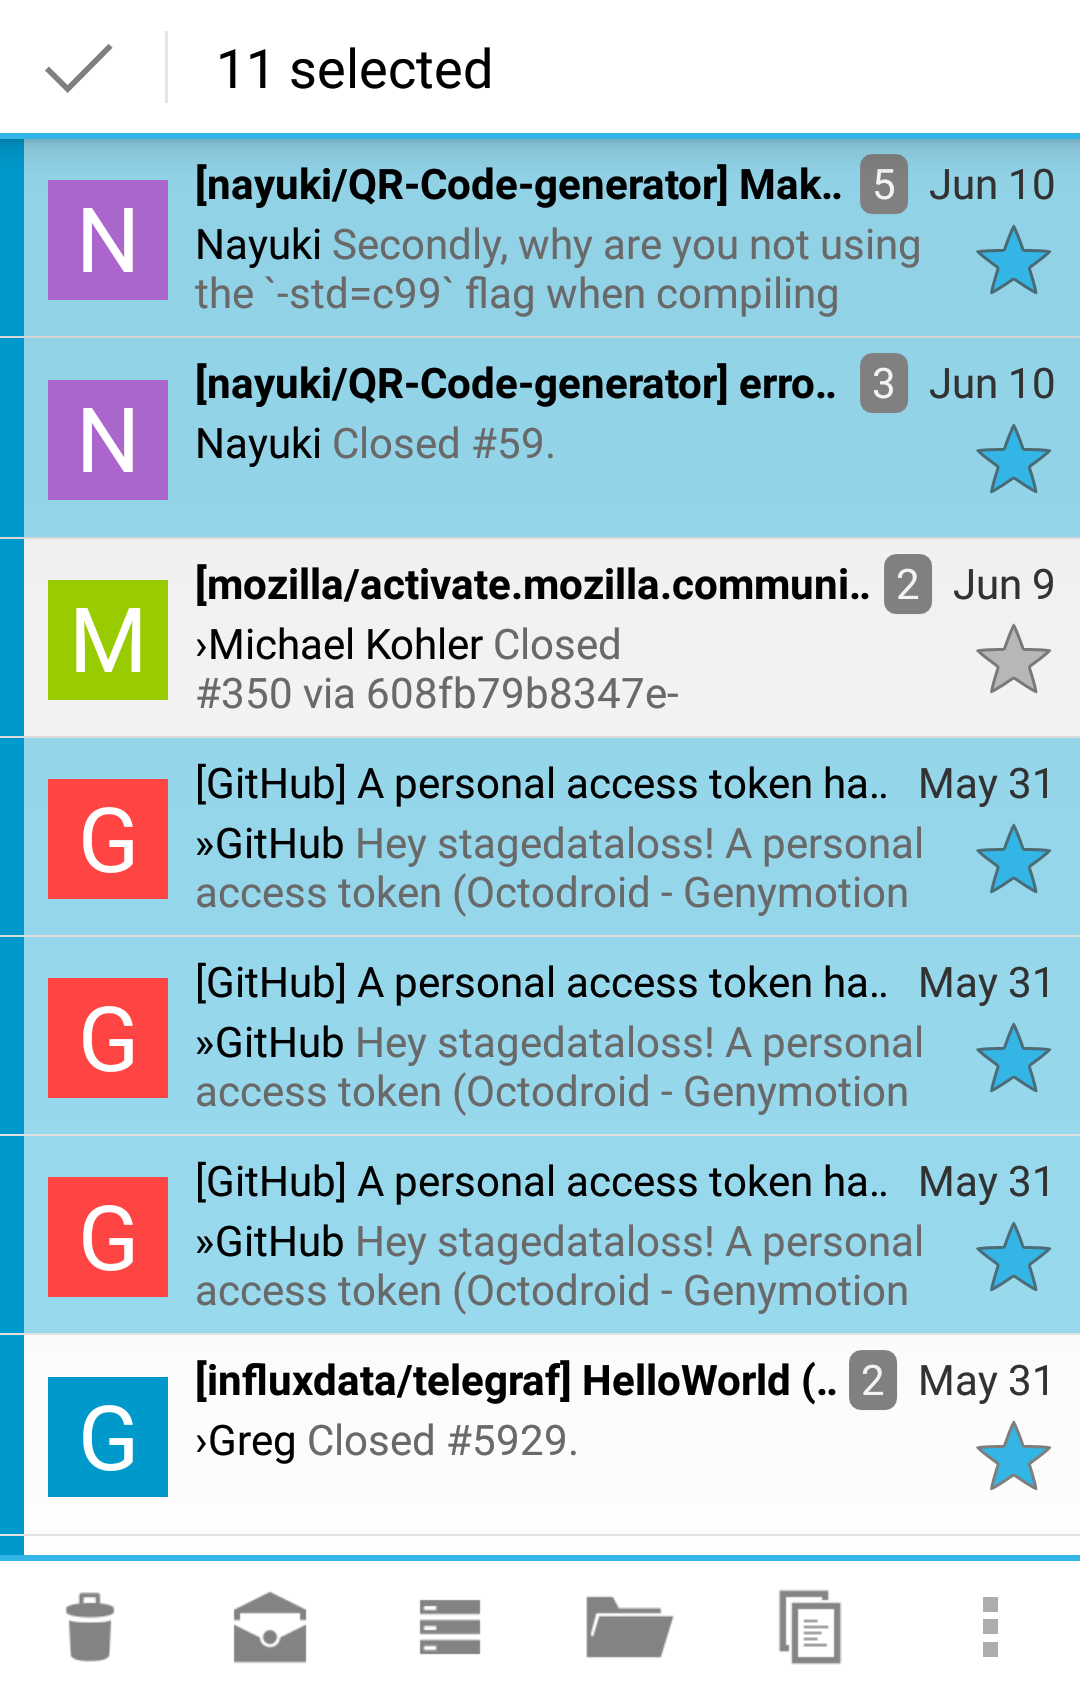 11 selected
N
[nayuki/QR-Code-generator] Mak.. 5 Jun 10
Nayuki Secondly, why are you not using
the `-std=c99` flag when compiling
N
[nayuki/QR-Code-generator] erro.. 3 Jun 10
Nayuki Closed #59.
M
[mozilla/activate.mozilla.communi.. 2 Jun 9
›Michael Kohler Closed
#350 via 608fb79b8347e-
G
[GitHub] A personal access token ha.. May 31
»GitHub Hey stagedataloss! A personal
access token (Octodroid - Genymotion
G
[GitHub] A personal access token ha.. May 31
»GitHub Hey stagedataloss! A personal
access token (Octodroid - Genymotion
G
[GitHub] A personal access token ha.. May 31
»GitHub Hey stagedataloss! A personal
access token (Octodroid - Genymotion
G
[influxdata/telegraf] HelloWorld (.. 2 May 31
›Greg Closed #5929.